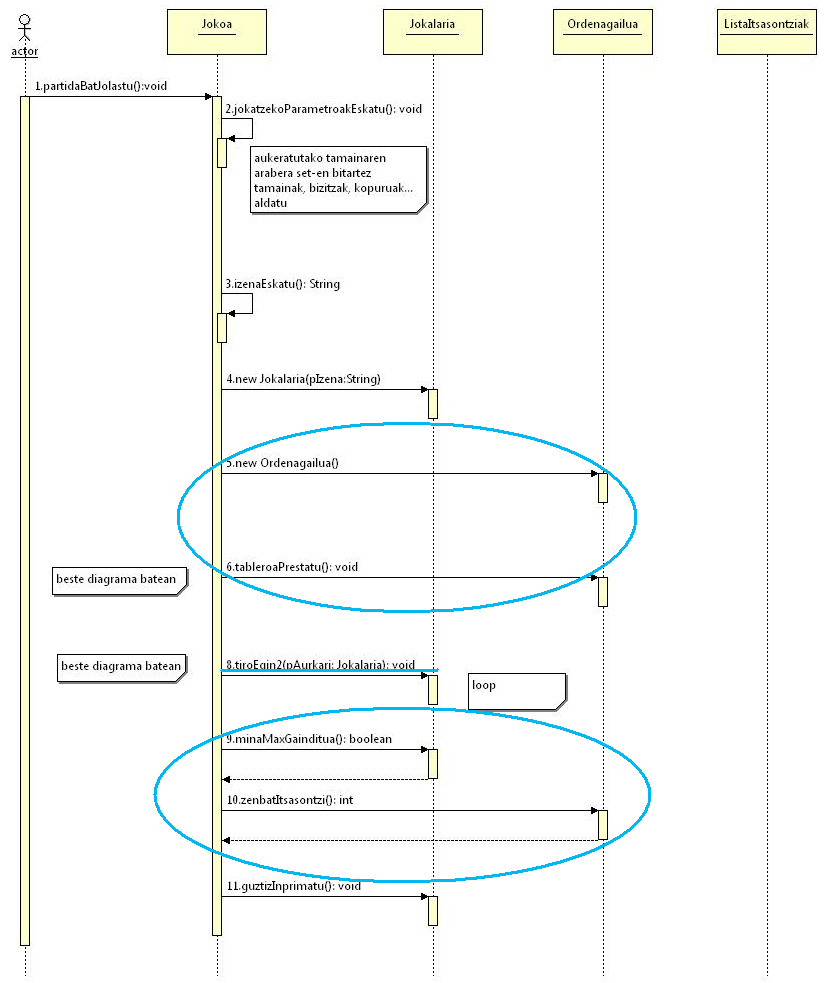 actor
Jokoa
Jokalaria
Ordenagailua
ListaItsasontziak
1.partidaBatJolastu():void
2.jokatzekoParametroakEskatu(): void
aukeratutako tamainaren
arabera set-en bitartez
tamainak, bizitzak, kopuruak...
aldatu
3.izenaEskatu(): String
4.new Jokalaria(pIzena:String)
5.new Ordenagailua()
6.tableroaPrestatu(): void
beste diagrama batean
8.tiroEgin2(pAurkari: Jokalaria): void
beste diagrama batean
loop
9.minaMaxGainditua(): boolean
10.zenbatItsasontzi(): int
11.guztizInprimatu(): void